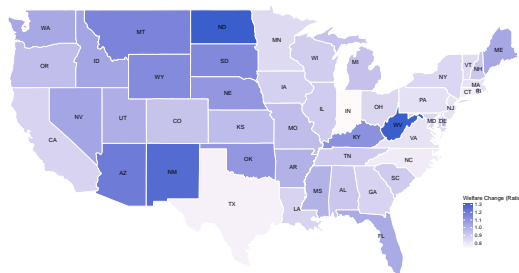 WA
MT
ND
MN
ME
OR
ID
SD
WI
MI
VT
NH
NY
WY
MA
CT
RI
IA
NE
PA
NJ
IL
IN
OH
NV
UT
CO
MD
DE
WV
VA
KS
MO
KY
CA
NC
TN
OK
AR
SC
AZ
NM
MS
AL
GA
TX
LA
FL
Welfare Change (Ratio
1.3
1.2
1.1
1.0
0.9
0.8